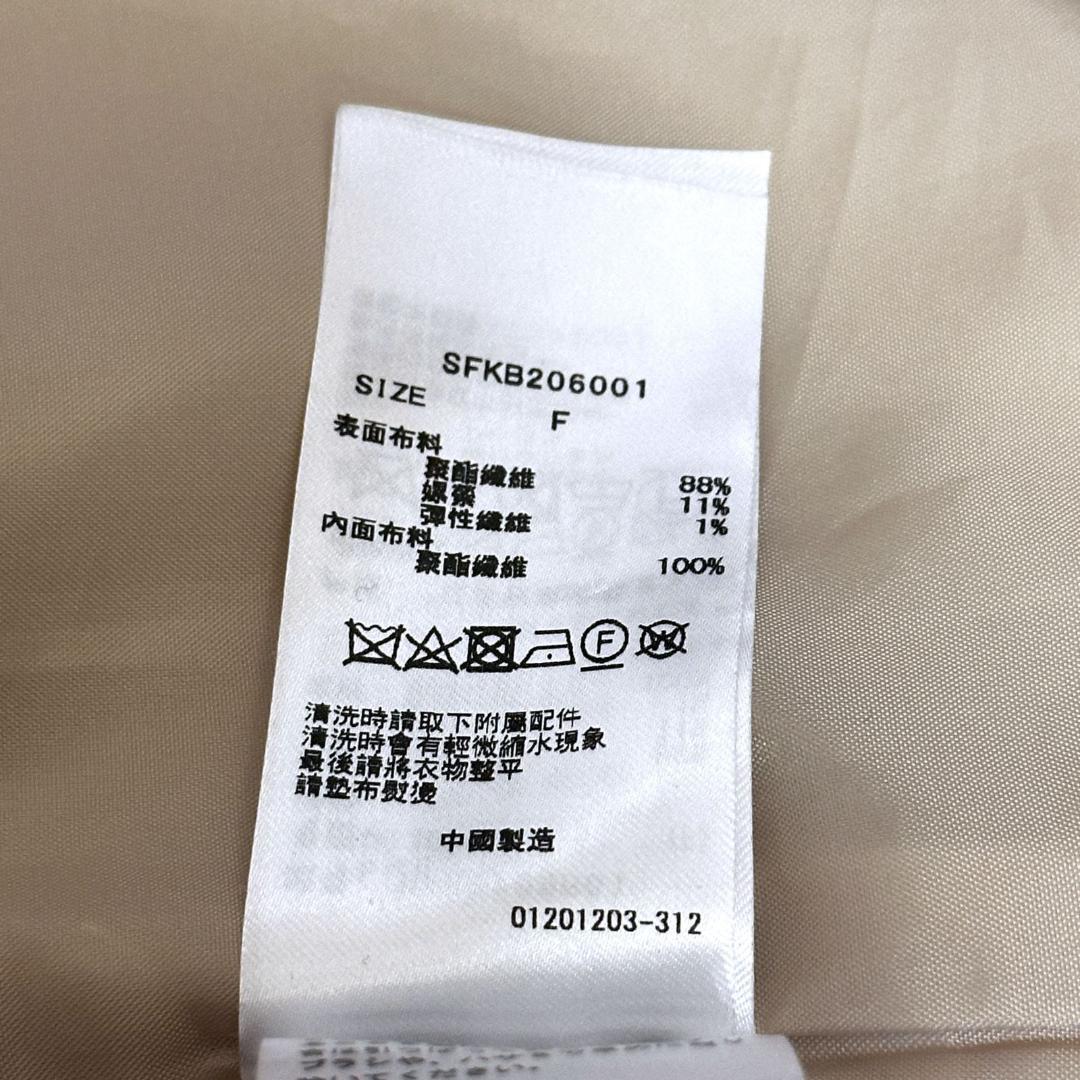 SFKB206001
SIZE F
表面布料
聚酯纖維 88%
嫘縈 11%
彈性纖維 1%
內面布料
聚酯纖維 100%
F
W
清洗時請取下附屬配件
清洗時會有輕微縮水現象
最後請將衣物整平
請墊布熨燙
中國製造
01201203-312